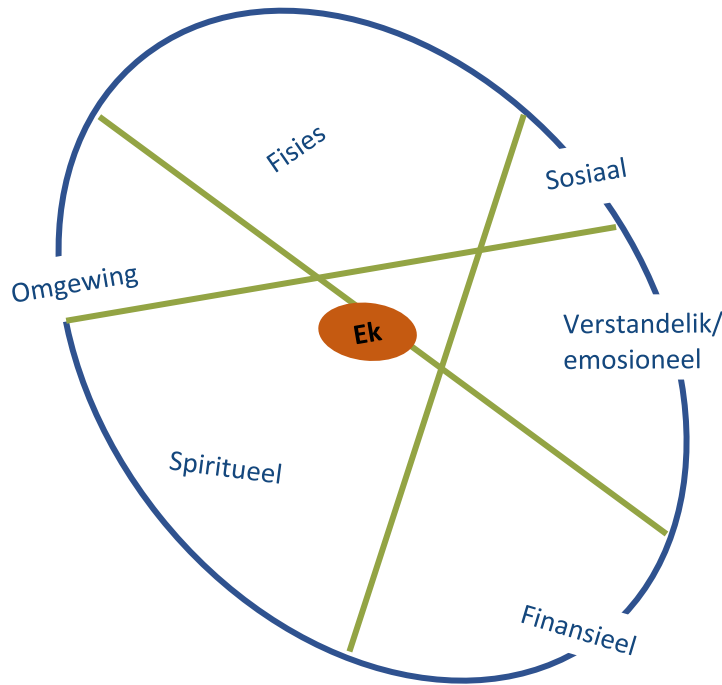 Fisies
Sosiaal
Omgewing
Ek
Verstandelik/
emosioneel
Spiritueel
Finansieel